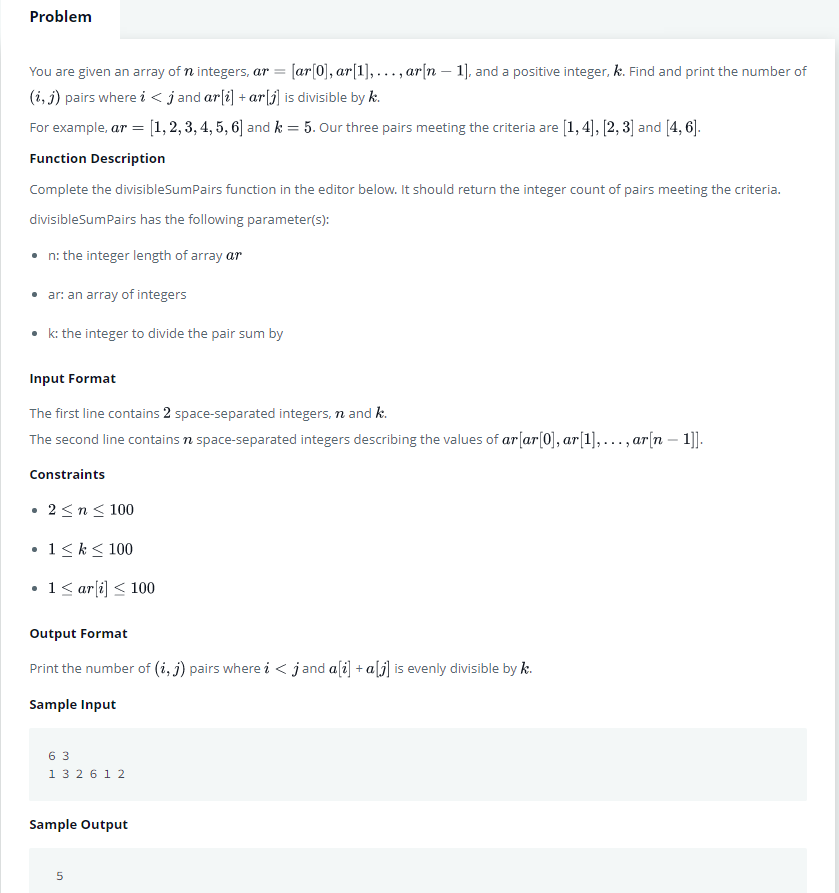 Problem
You are given an array of n integers, ar = [ar[0], ar[1], . . . , ar[n − 1], and a positive integer, k. Find and print the number of
(i, j) pairs where i < j and ar[i] + ar[j] is divisible by k.
For example, ar = [1, 2, 3, 4, 5, 6] and k = 5. Our three pairs meeting the criteria are [1, 4], [2, 3] and [4, 6].
Function Description
Complete the divisibleSumPairs function in the editor below. It should return the integer count of pairs meeting the criteria.
divisibleSumPairs has the following parameter(s):
• n: the integer length of array ar
• ar: an array of integers
• k: the integer to divide the pair sum by
Input Format
The first line contains 2 space-separated integers, n and k.
The second line contains n space-separated integers describing the values of ar[ar[0], ar[1], . . . , ar[n − 1]].
Constraints
• 2 ≤ n ≤ 100
• 1 ≤ k ≤ 100
• 1 ≤ ar[i] ≤ 100
Output Format
Print the number of (i, j) pairs where i < j and a[i] + a[j] is evenly divisible by k.
Sample Input
6 3
1 3 2 6 1 2
Sample Output
5